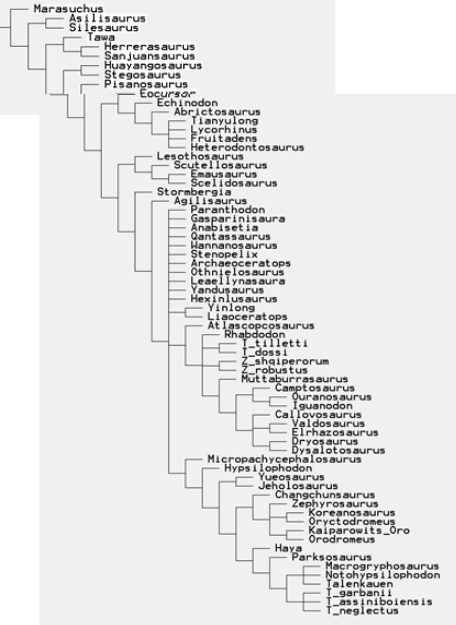 Marasuchus
Asilisaurus
Silesaurus
Tawa
Herrerasaurus
Sanjuansaurus
Huayangosaurus
Stegosaurus
Pisanosaurus
Eocursor
Echinodon
Abrictosaurus
Tianyulong
Lycorhinus
Fruitadens
Heterodontosaurus
Lesothosaurus
Scutellosaurus
Emausaurus
Scelidosaurus
Stormbergia
Agilisaurus
Paranthodon
Gasparinisaura
Anabisetia
Qantassaurus
Wannanosaurus
Stenopelix
Archaeoceratops
Othnielosaurus
Leaellynasaura
Yandusaurus
Hexinlusaurus
Yinlong
Liaoceratops
Atlascopcosaurus
Rhabdodon
T_tilletti
T_dossi
Z_shqiperorum
Z_robustus
Muttaburrasaurus
Camptosaurus
Ouranosaurus
Iguanodon
Callovosaurus
Valdosaurus
Elrhazosaurus
Dryosaurus
Dysalotosaurus
Micropachycephalosaurus
Hypsilophodon
Yueosaurus
Jeholosaurus
Changchunsaurus
Zephyrosaurus
Koreanosaurus
Oryctodromeus
Kaiparowits_Oro
Orodromeus
Haya
Parksosaurus
Macrogryphosaurus
Notohypsilophodon
Talenkauen
T_garbanii
T_assiniboiensis
T_neglectus